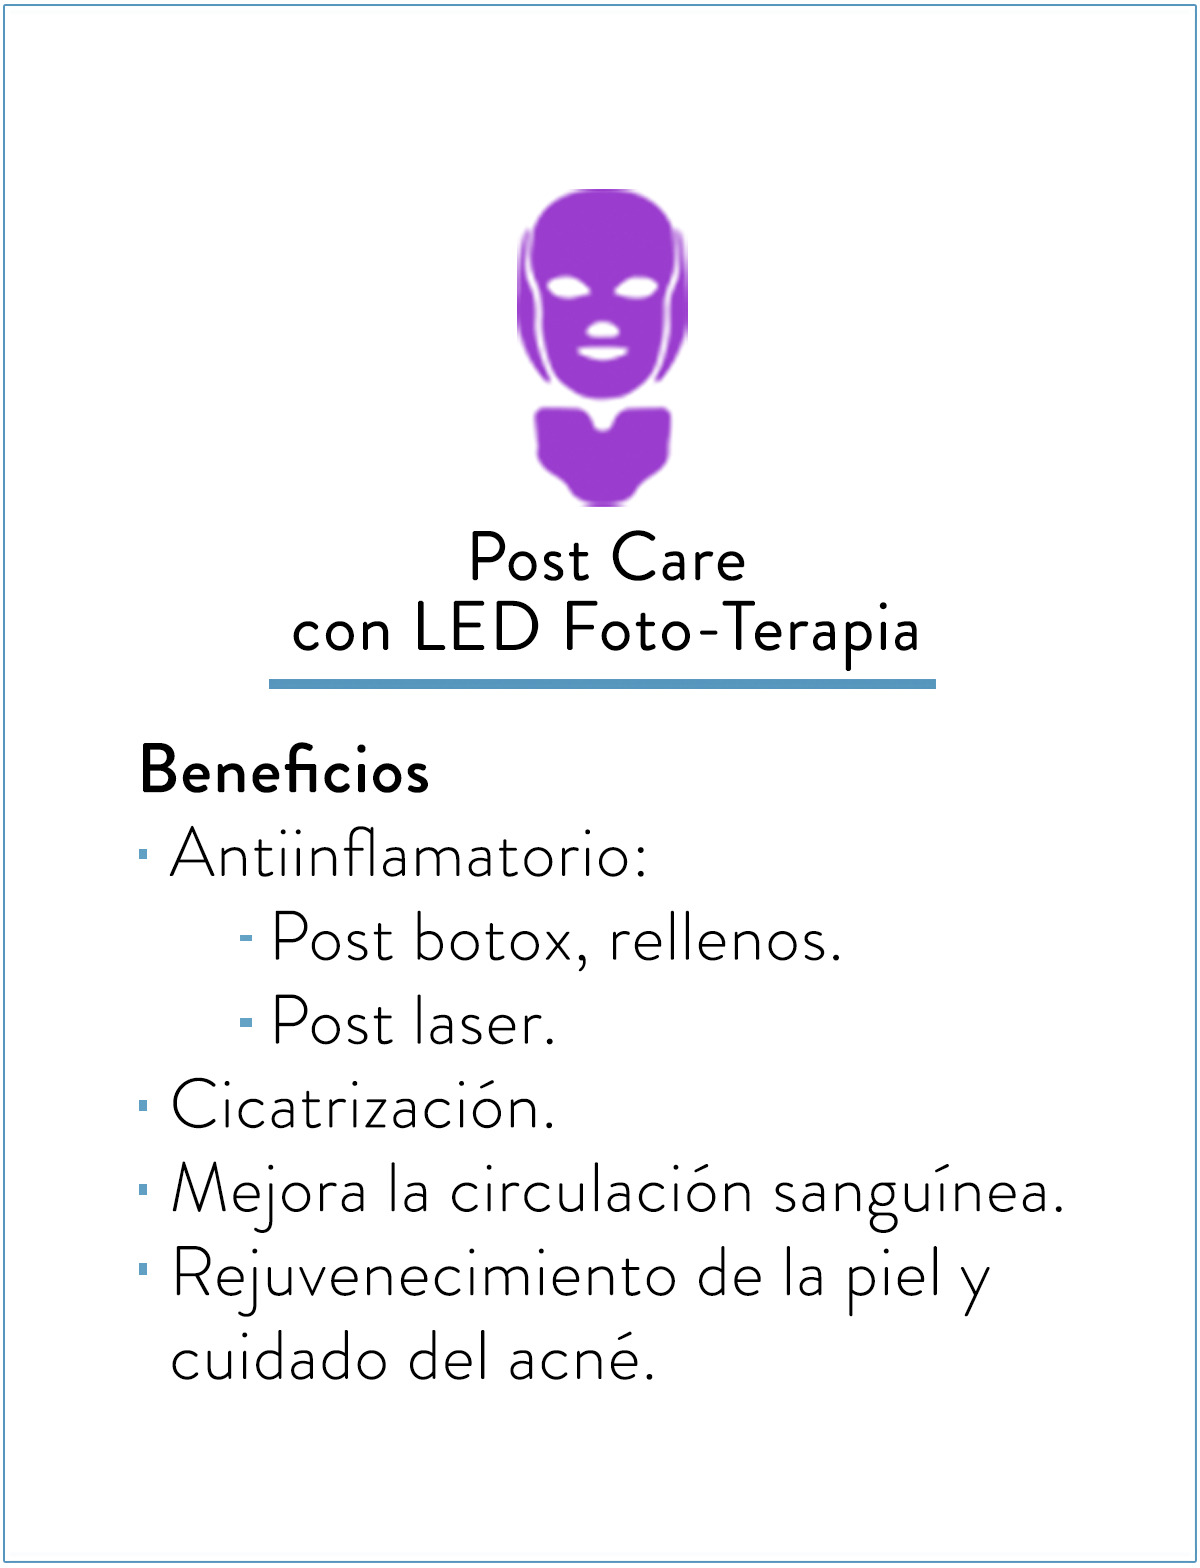 Post Care
con LED Foto-Terapia
Beneficios
▪ Antiinflamatorio:
- Post botox, rellenos.
- Post laser.
▪ Cicatrización.
▪ Mejora la circulación sanguínea.
▪ Rejuvenecimiento de la piel y
cuidado del acné.